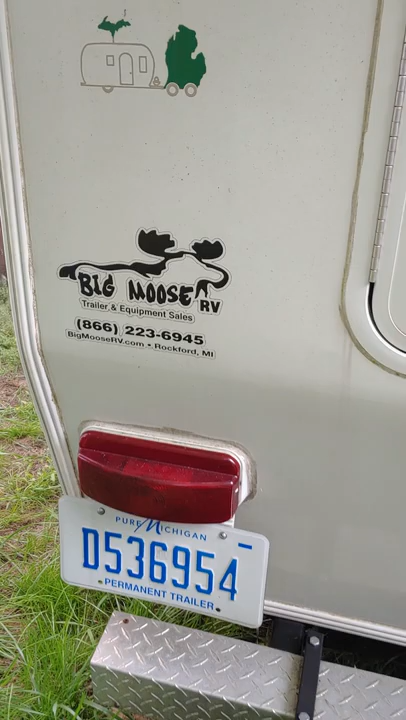 BIG MOOSE RV
Trailer & Equipment Sales
(866) 223-6945
BigMooseRV.com • Rockford, MI
PURE MICHIGAN
D536954
PERMANENT TRAILER